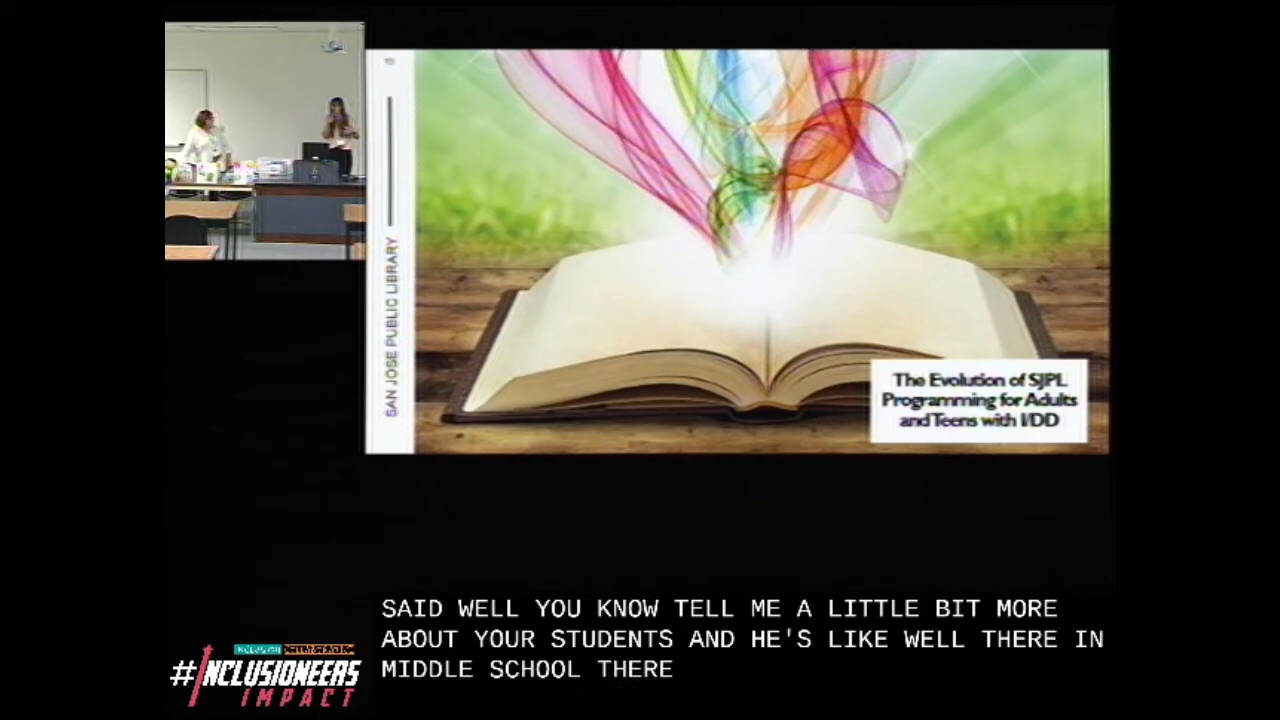 SAN JOSE PUBLIC LIBRARY
The Evolution of SJPL
Programming for Adults
and Teens with I/DD
SAID WELL YOU KNOW TELL ME A LITTLE BIT MORE
ABOUT YOUR STUDENTS AND HE'S LIKE WELL THERE IN
MIDDLE SCHOOL THERE
#INCLUSIONEERS
IMPACT